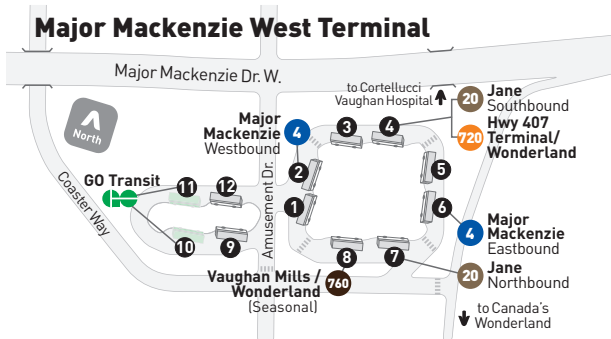 Major Mackenzie West Terminal
Major Mackenzie Dr. W.
to Cortellucci
Vaughan Hospital
20 Jane
Southbound
720 Hwy 407
Terminal/
Wonderland
North
Major
Mackenzie
Westbound
4
3
4
2
5
1
6
GO Transit
GO
11
12
10
9
Coaster Way
Amusement Dr.
4 Major
Mackenzie
Eastbound
8
7
20 Jane
Northbound
Vaughan Mills /
Wonderland
(Seasonal)
760
to Canada's
Wonderland